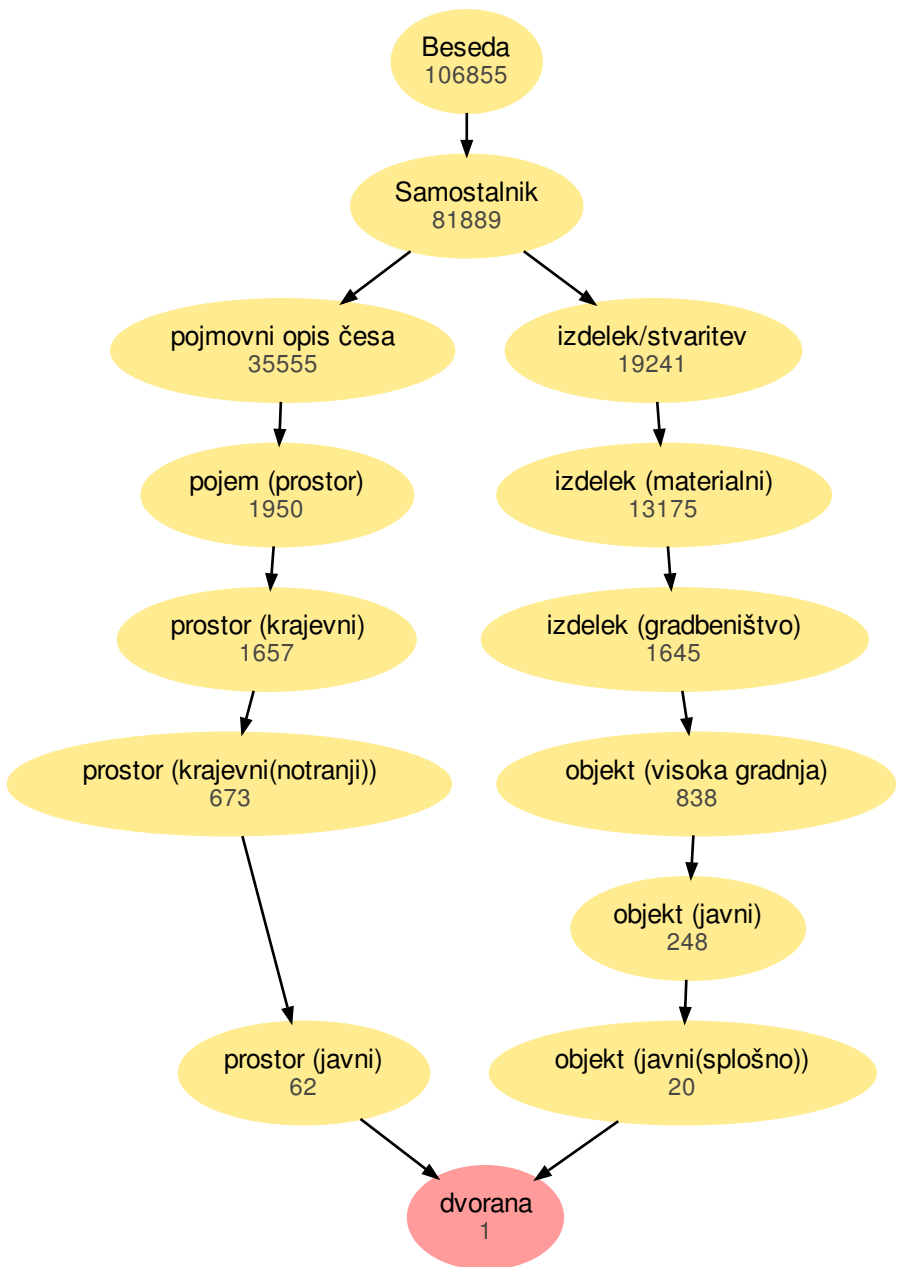 Beseda
106855
Samostalnik
81889
pojmovni opis česa
35555
izdelek/stvaritev
19241
pojem (prostor)
1950
izdelek (materialni)
13175
prostor (krajevni)
1657
izdelek (gradbeništvo)
1645
prostor (krajevni(notranji))
673
objekt (visoka gradnja)
838
objekt (javni)
248
prostor (javni)
62
objekt (javni(splošno))
20
dvorana
1